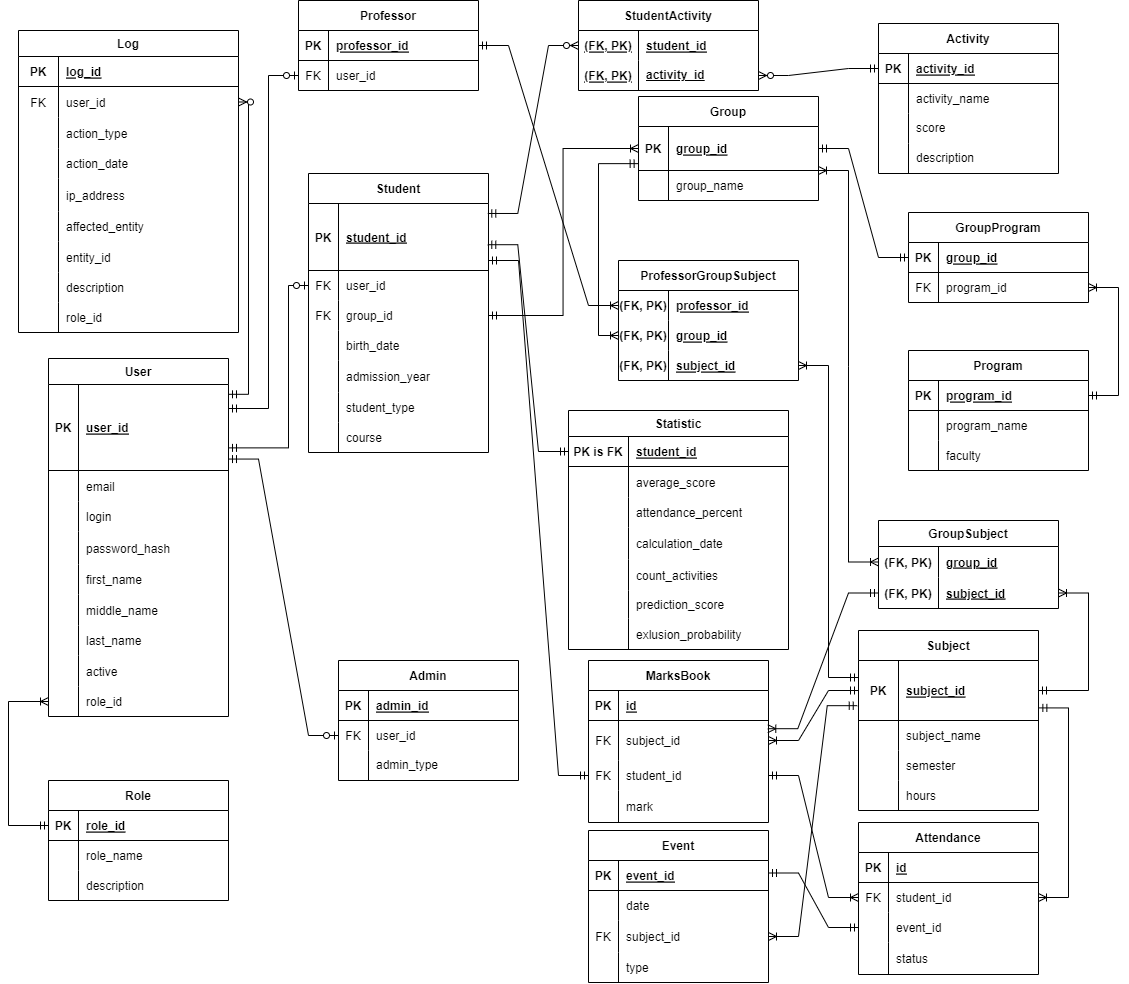 Log
PK log_id
FK user_id
action_type
action_date
ip_address
affected_entity
entity_id
description
role_id
Professor
PK professor_id
FK user_id
StudentActivity
(FK, PK) student_id
(FK, PK) activity_id
Activity
PK activity_id
activity_name
score
description
Group
PK group_id
group_name
Student
PK student_id
FK user_id
FK group_id
birth_date
admission_year
student_type
course
GroupProgram
PK group_id
FK program_id
ProfessorGroupSubject
(FK, PK) professor_id
(FK, PK) group_id
(FK, PK) subject_id
Program
PK program_id
program_name
faculty
User
PK user_id
email
login
password_hash
first_name
middle_name
last_name
active
role_id
Statistic
PK is FK student_id
average_score
attendance_percent
calculation_date
count_activities
prediction_score
exlusion_probability
GroupSubject
(FK, PK) group_id
(FK, PK) subject_id
Subject
PK subject_id
subject_name
semester
hours
Admin
PK admin_id
FK user_id
admin_type
MarksBook
PK id
FK subject_id
FK student_id
mark
Role
PK role_id
role_name
description
Event
PK event_id
date
FK subject_id
type
Attendance
PK id
FK student_id
event_id
status